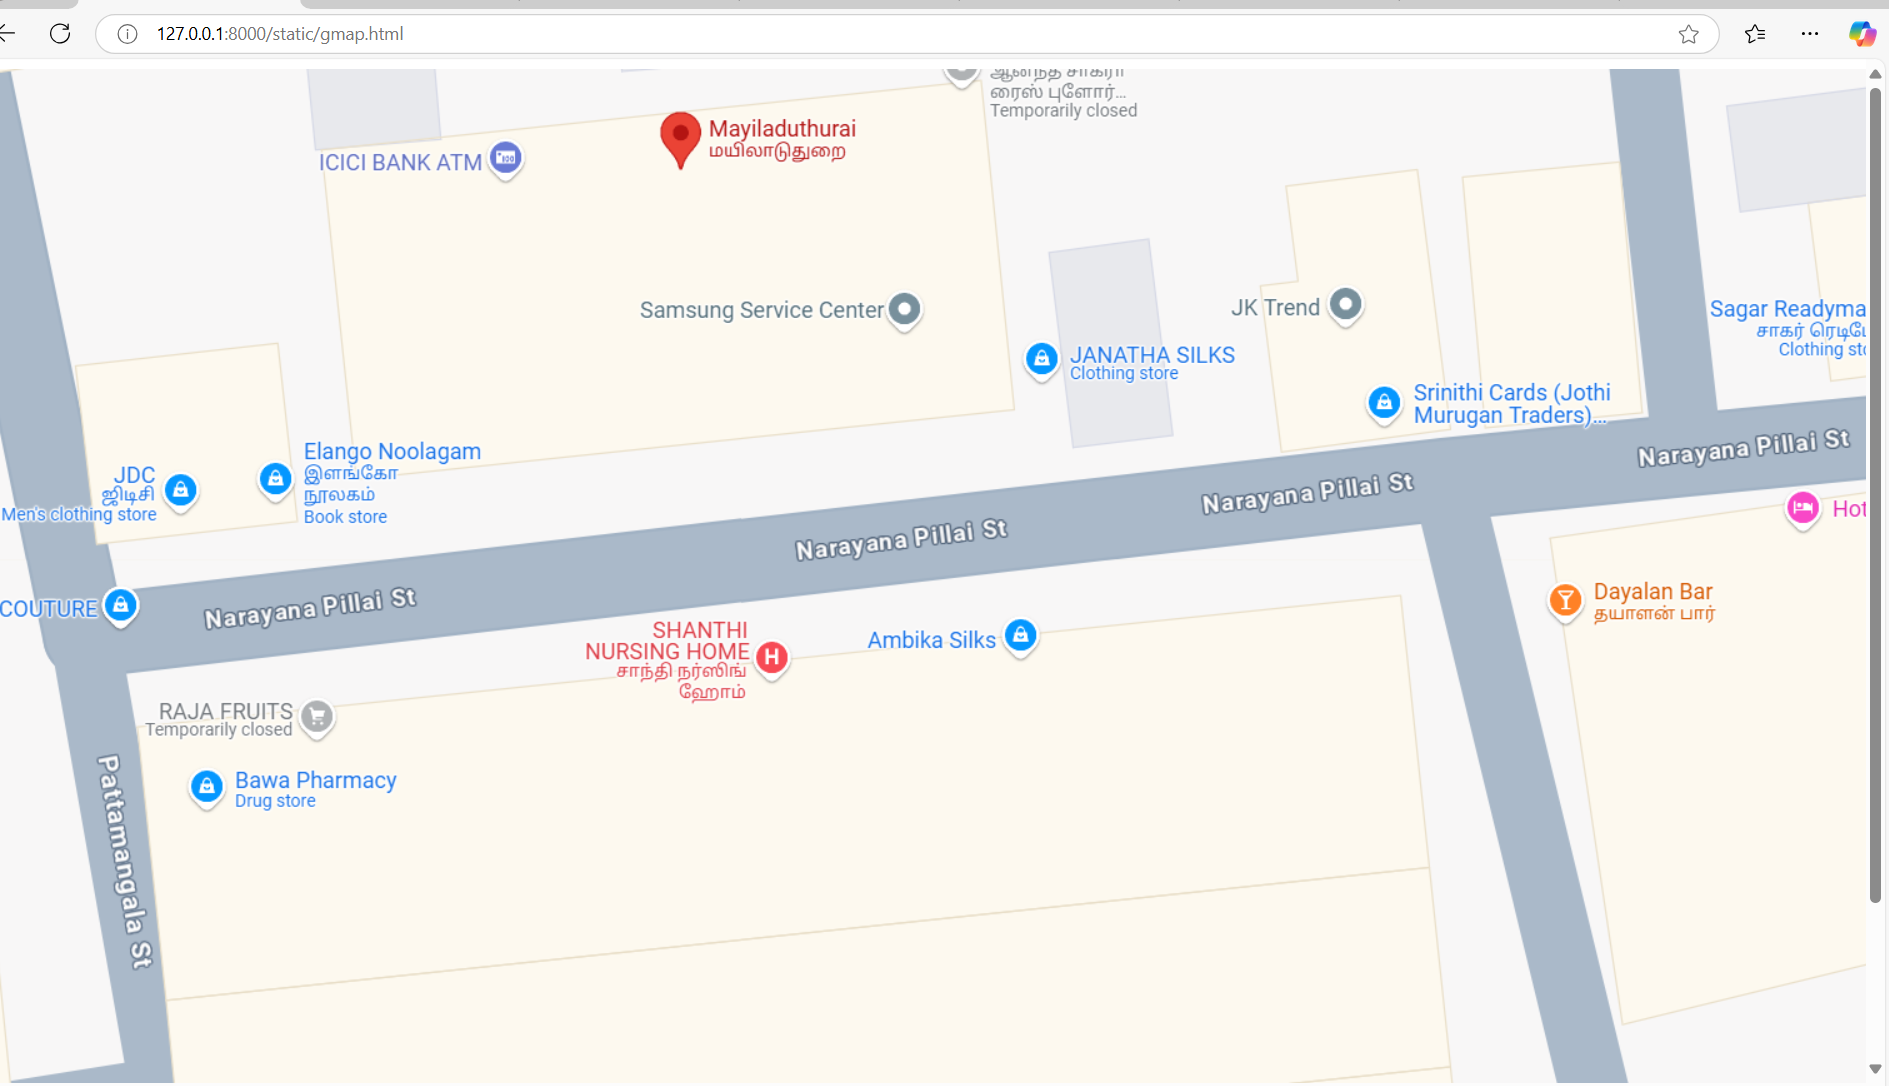 127.0.0.1:8000/static/gmap.html
ரைஸ் புளோர்...
Temporarily closed
Mayiladuthurai
மயிலாடுதுறை
ICICI BANK ATM
Samsung Service Center
JK Trend
Sagar Readyma
சாகர் ரெடிமே
Clothing sto
JANATHA SILKS
Clothing store
Srinithi Cards (Jothi
Murugan Traders)...
Elango Noolagam
இளங்கோ
நூலகம்
Book store
JDC
ஜிடிசி
Men's clothing store
Narayana Pillai St
Narayana Pillai St
Narayana Pillai St
Narayana Pillai St
Hot
Dayalan Bar
தயாளன் பார்
COUTURE
SHANTHI
NURSING HOME
சாந்தி நர்ஸிங்
ஹோம்
Ambika Silks
RAJA FRUITS
Temporarily closed
Bawa Pharmacy
Drug store
Pattamangala St